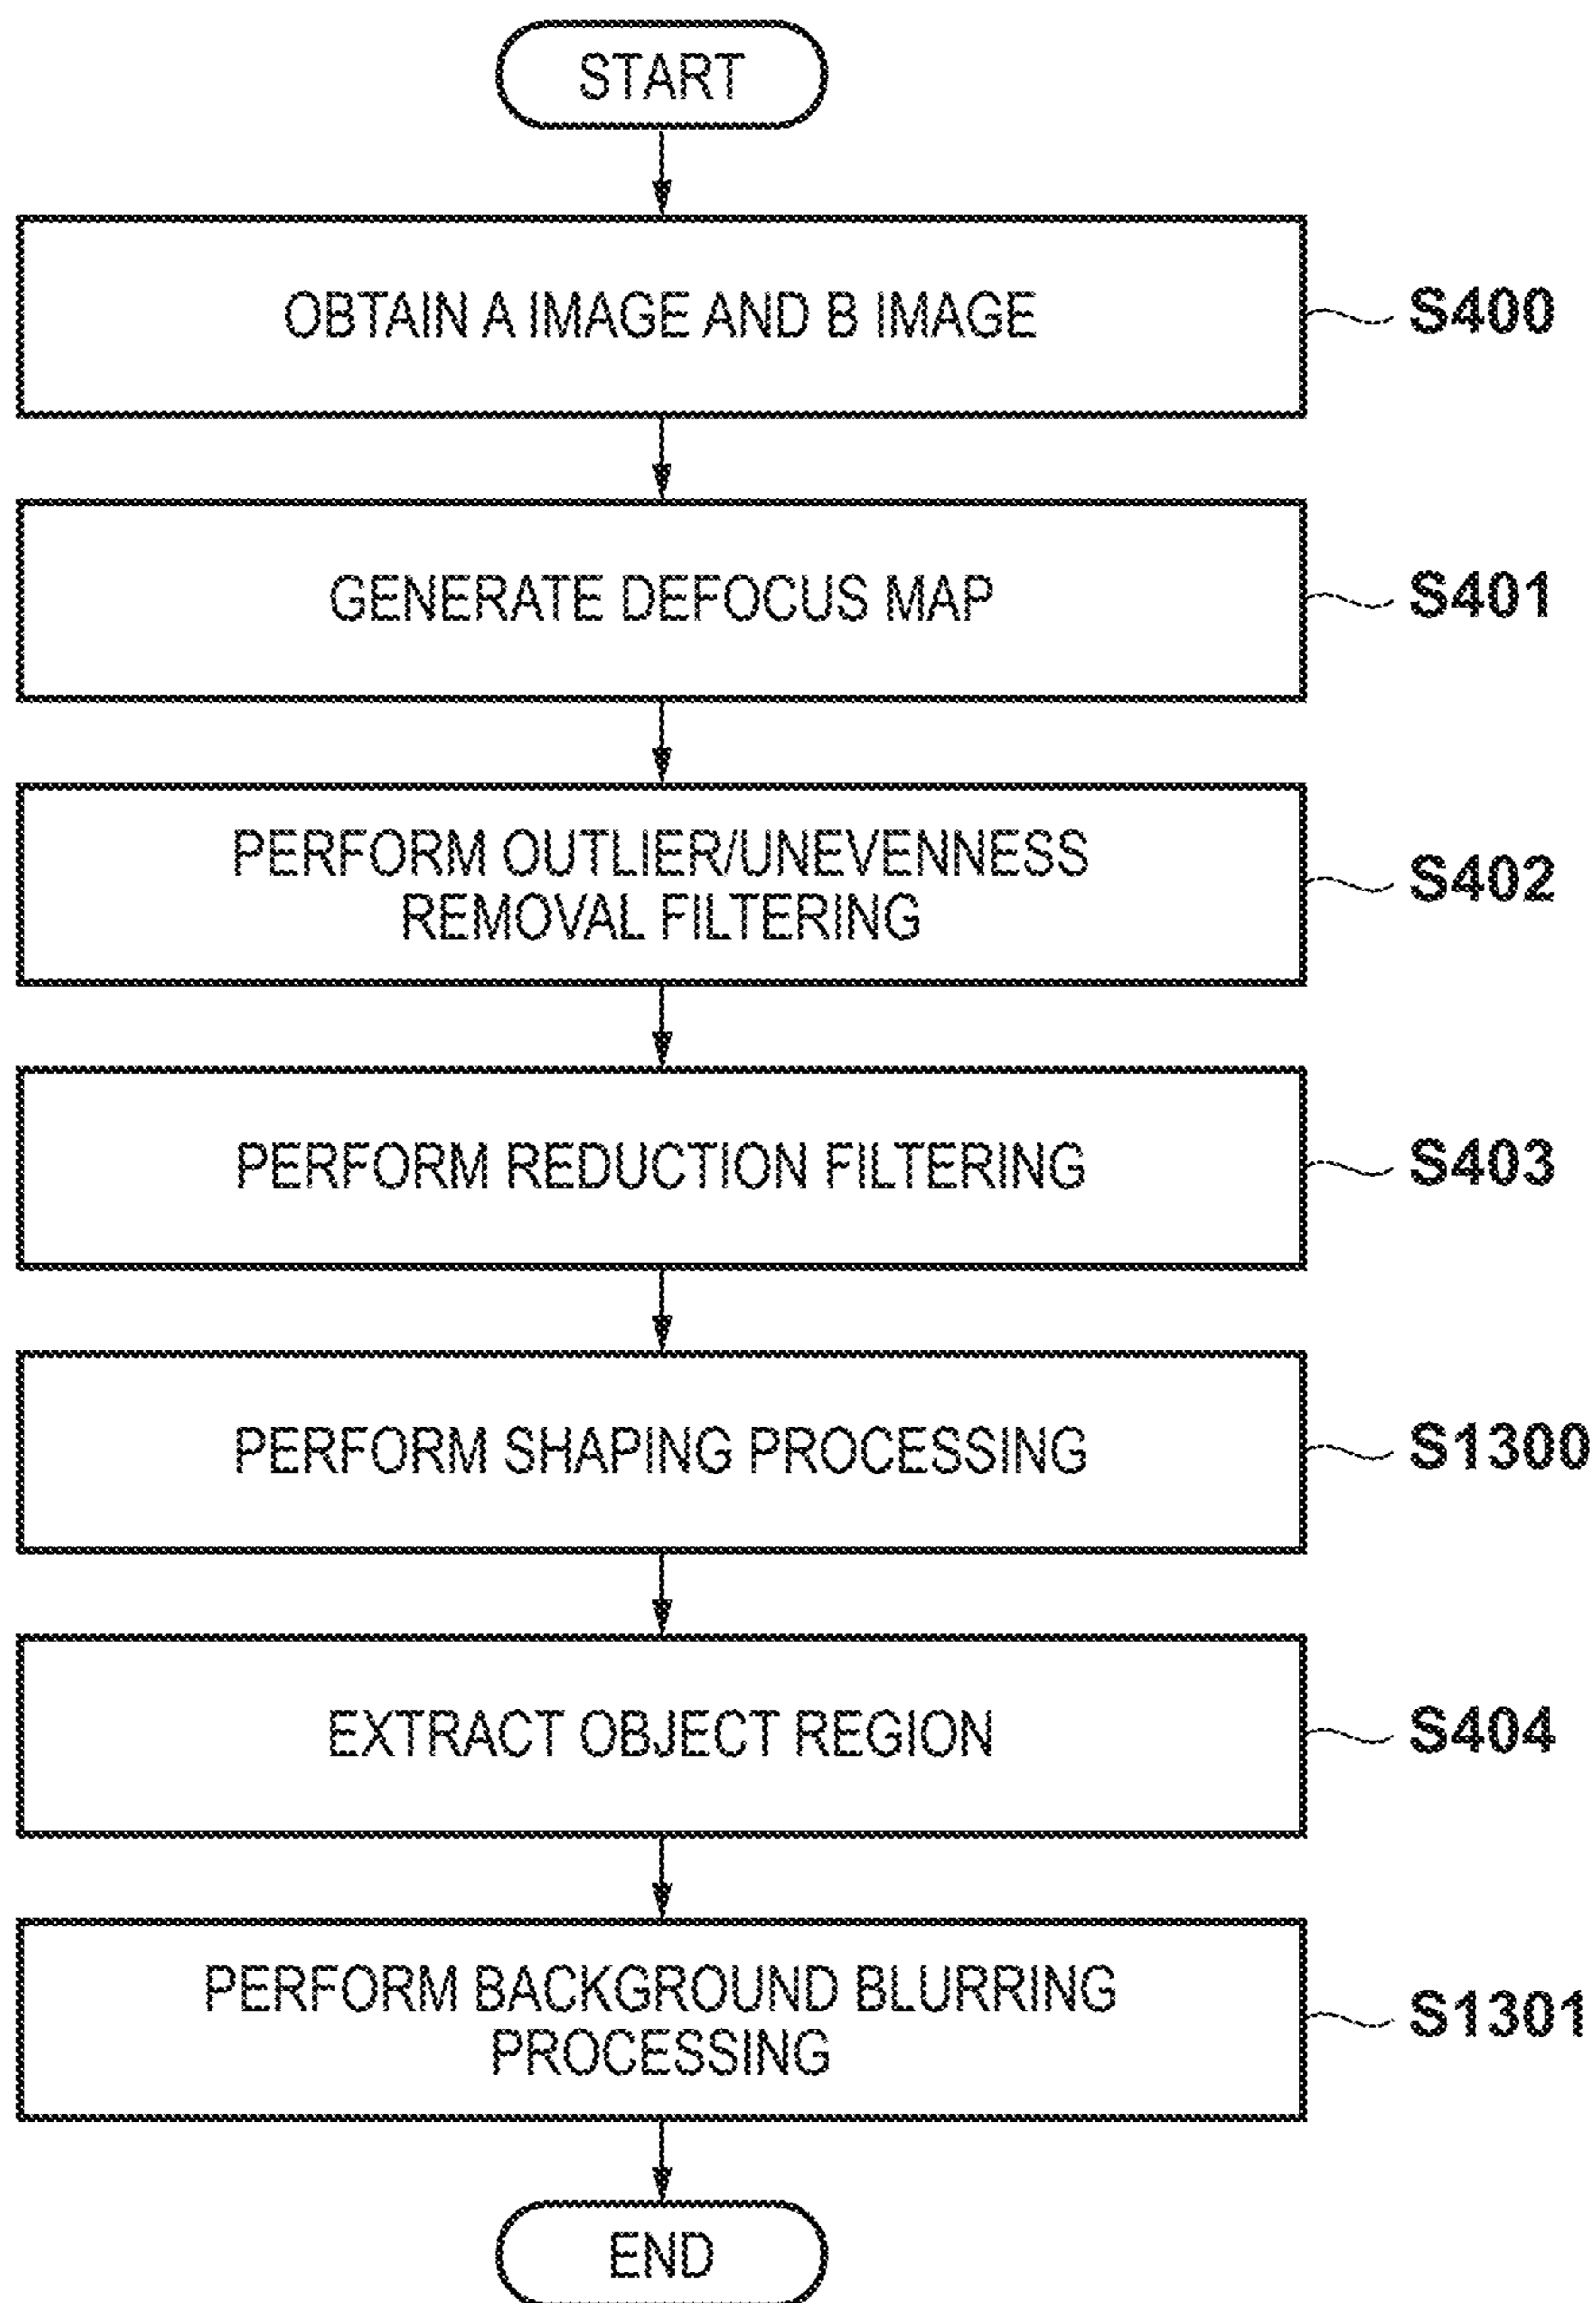 START
OBTAIN A IMAGE AND B IMAGE
S400
GENERATE DEFOCUS MAP
S401
PERFORM OUTLIER/UNEVENNESS
REMOVAL FILTERING
S402
PERFORM REDUCTION FILTERING
S403
PERFORM SHAPING PROCESSING
S1300
EXTRACT OBJECT REGION
S404
PERFORM BACKGROUND BLURRING
PROCESSING
S1301
END